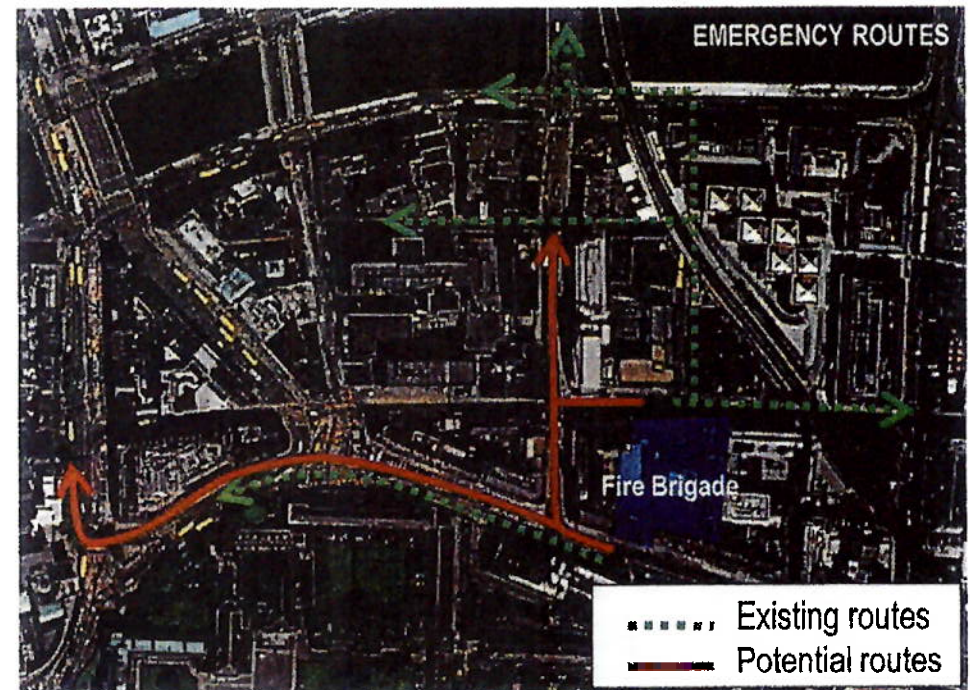 EMERGENCY ROUTES
Fire Brigade
Existing routes
Potential routes